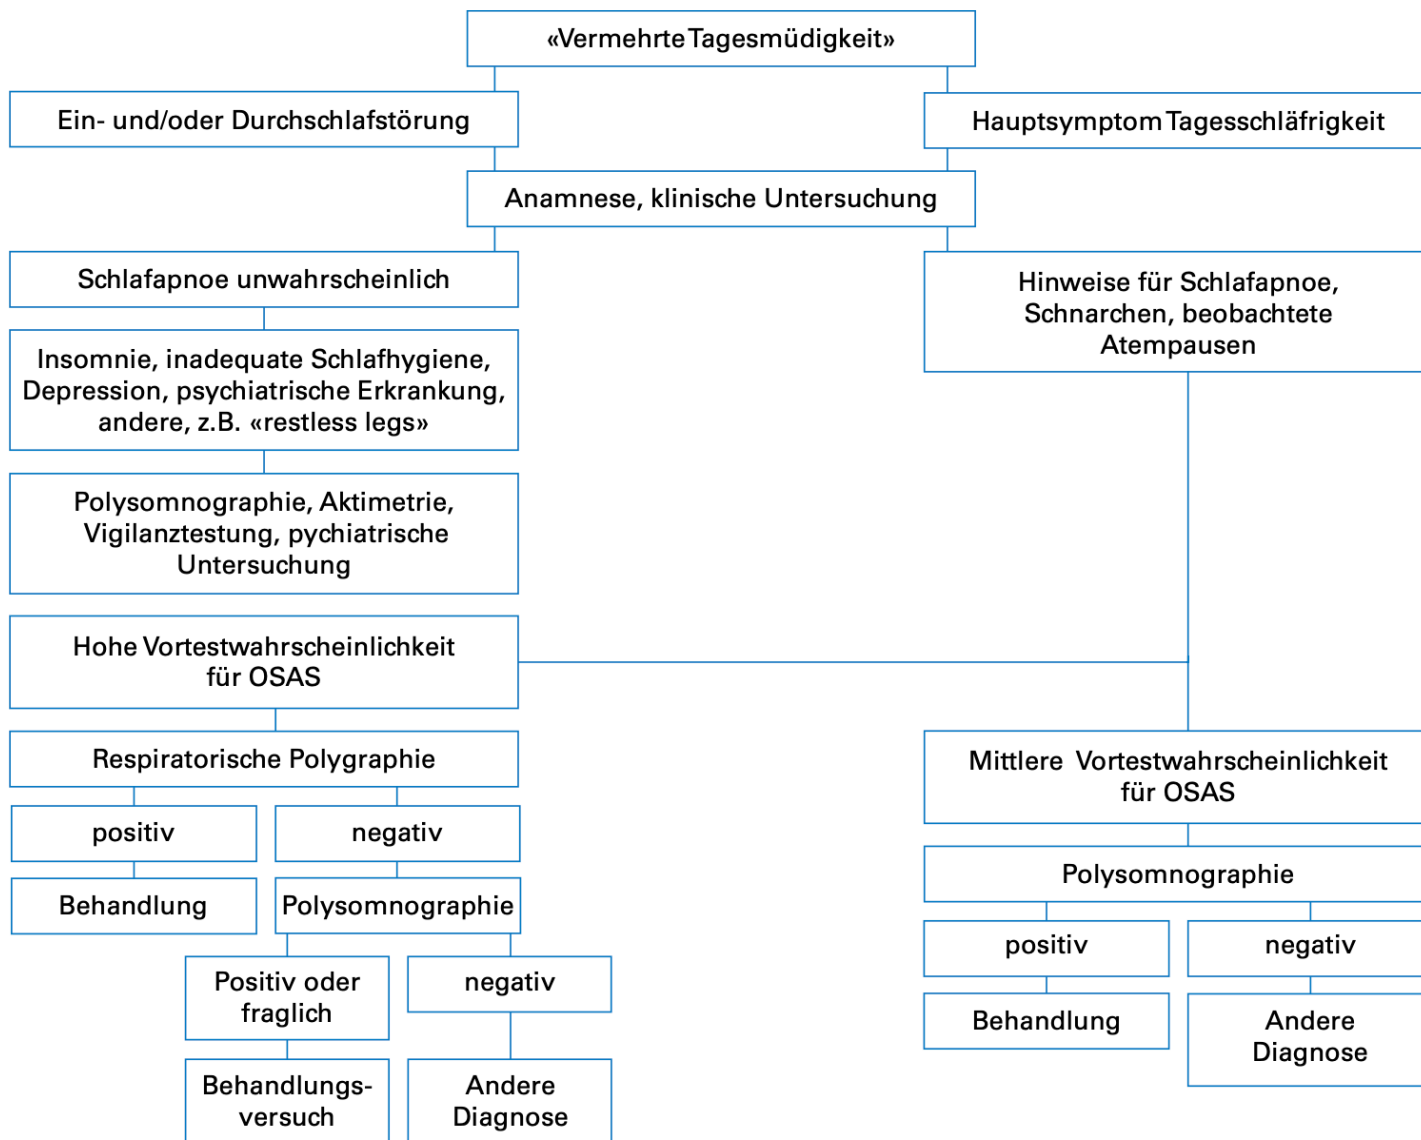 «Vermehrte Tagesmüdigkeit»
Ein- und/oder Durchschlafstörung
Hauptsymptom Tagesschläfrigkeit
Anamnese, klinische Untersuchung
Schlafapnoe unwahrscheinlich
Hinweise für Schlafapnoe,
Schnarchen, beobachtete
Atempausen
Insomnie, inadequate Schlafhygiene,
Depression, psychiatrische Erkrankung,
andere, z.B. «restless legs»
Polysomnographie, Aktimetrie,
Vigilanztestung, pychiatrische
Untersuchung
Hohe Vortestwahrscheinlichkeit
für OSAS
Respiratorische Polygraphie
positiv
negativ
Behandlung
Polysomnographie
Positiv oder
fraglich
negativ
Behandlungs-
versuch
Andere
Diagnose
Mittlere Vortestwahrscheinlichkeit
für OSAS
Polysomnographie
positiv
negativ
Behandlung
Andere
Diagnose